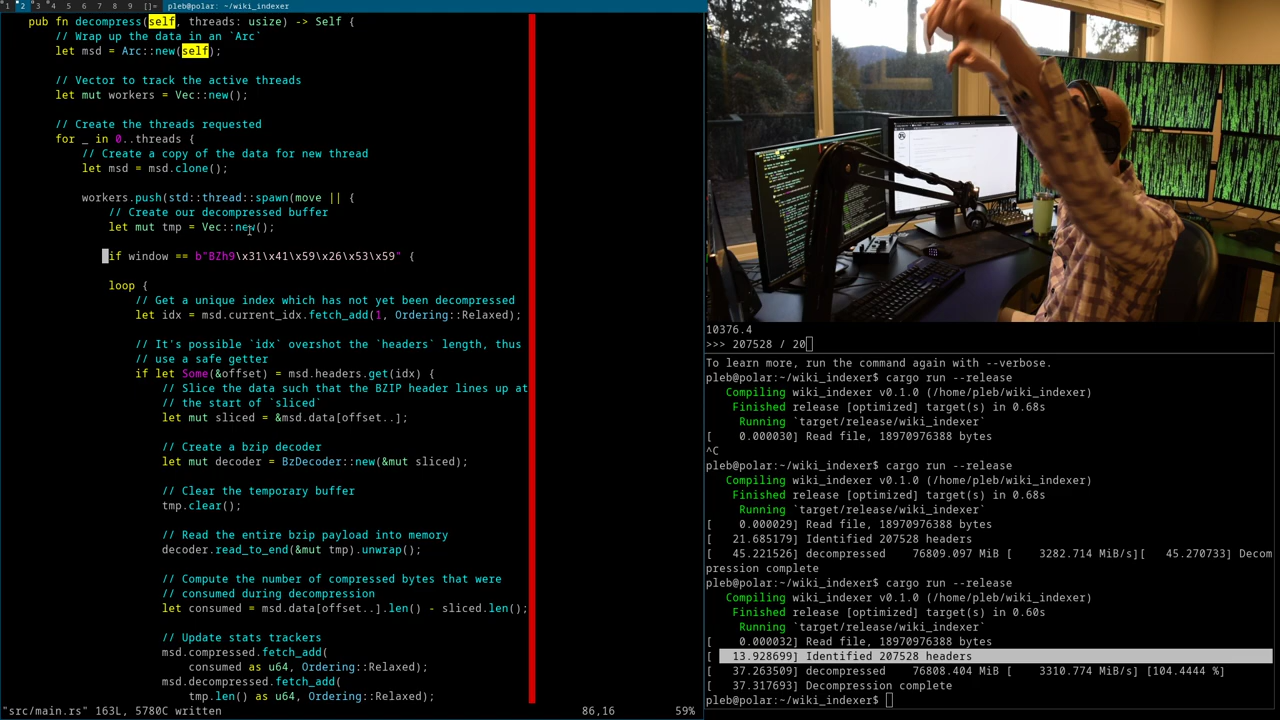 1 2 3 4 5 6 7 8 9 []= pleb@polar: ~/wiki_indexer
pub fn decompress(self, threads: usize) -> Self {
// Wrap up the data in an `Arc`
let msd = Arc::new(self);
// Vector to track the active threads
let mut workers = Vec::new();
// Create the threads requested
for _ in 0..threads {
// Create a copy of the data for new thread
let msd = msd.clone();
workers.push(std::thread::spawn(move || {
// Create our decompressed buffer
let mut tmp = Vec::new();
if window == b"BZh9\x31\x41\x59\x26\x53\x59" {
loop {
// Get a unique index which has not yet been decompressed
let idx = msd.current_idx.fetch_add(1, Ordering::Relaxed);
// It's possible `idx` overshot the `headers` length, thus
// use a safe getter
if let Some(&offset) = msd.headers.get(idx) {
// Slice the data such that the BZIP header lines up at
// the start of `sliced`
let mut sliced = &msd.data[offset..];
// Create a bzip decoder
let mut decoder = BzDecoder::new(&mut sliced);
// Clear the temporary buffer
tmp.clear();
// Read the entire bzip payload into memory
decoder.read_to_end(&mut tmp).unwrap();
// Compute the number of compressed bytes that were
// consumed during decompression
let consumed = msd.data[offset..].len() - sliced.len();
// Update stats trackers
msd.compressed.fetch_add(
consumed as u64, Ordering::Relaxed);
msd.decompressed.fetch_add(
tmp.len() as u64, Ordering::Relaxed);
"src/main.rs" 163L, 5780C written 86,16 59%
10376.4
>>> 207528 / 20
To learn more, run the command again with --verbose.
pleb@polar:~/wiki_indexer$ cargo run --release
Compiling wiki_indexer v0.1.0 (/home/pleb/wiki_indexer)
Finished release [optimized] target(s) in 0.68s
Running `target/release/wiki_indexer`
[ 0.000030] Read file, 18970976388 bytes
^C
pleb@polar:~/wiki_indexer$ cargo run --release
Compiling wiki_indexer v0.1.0 (/home/pleb/wiki_indexer)
Finished release [optimized] target(s) in 0.68s
Running `target/release/wiki_indexer`
[ 0.000029] Read file, 18970976388 bytes
[ 21.685179] Identified 207528 headers
[ 45.221526] decompressed 76809.097 MiB [ 3282.714 MiB/s][ 45.270733] Decom
pression complete
pleb@polar:~/wiki_indexer$ cargo run --release
Compiling wiki_indexer v0.1.0 (/home/pleb/wiki_indexer)
Finished release [optimized] target(s) in 0.60s
Running `target/release/wiki_indexer`
[ 0.000032] Read file, 18970976388 bytes
[ 13.928699] Identified 207528 headers
[ 37.263509] decompressed 76808.404 MiB [ 3310.774 MiB/s] [104.4444 %]
[ 37.317693] Decompression complete
pleb@polar:~/wiki_indexer$